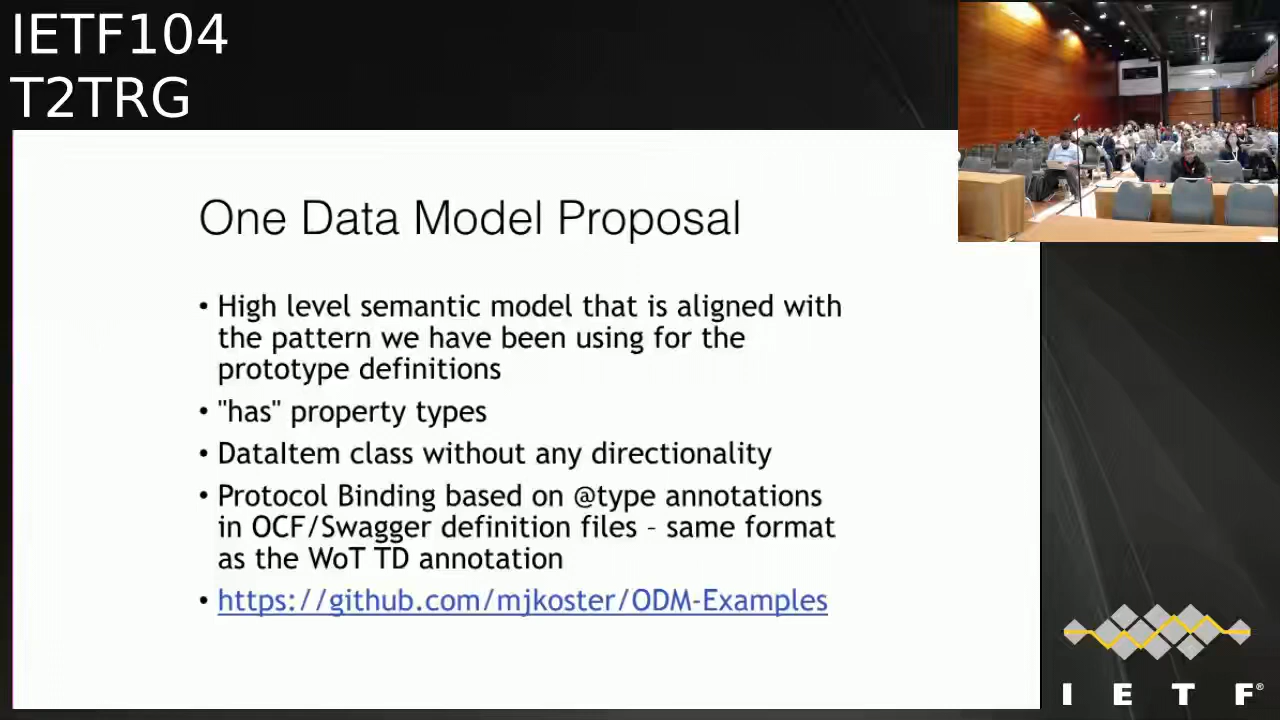 IETF104
T2TRG
One Data Model Proposal
• High level semantic model that is aligned with
the pattern we have been using for the
prototype definitions
• "has" property types
• DataItem class without any directionality
• Protocol Binding based on @type annotations
in OCF/Swagger definition files – same format
as the WoT TD annotation
• https://github.com/mjkoster/ODM-Examples
I E T F®